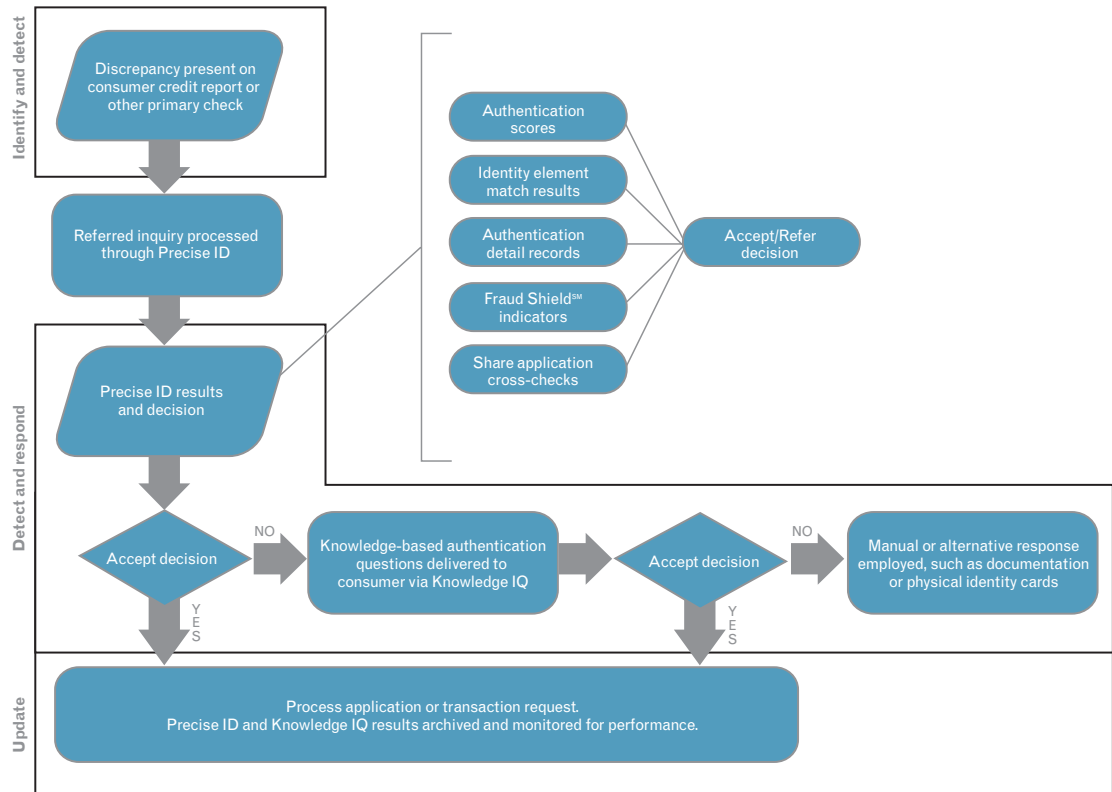 Identify and detect
Discrepancy present on
consumer credit report or
other primary check
Referred inquiry processed
through Precise ID
Authentication
scores
Identity element
match results
Authentication
detail records
Fraud Shield℠
indicators
Share application
cross-checks
Accept/Refer
decision
Detect and respond
Precise ID results
and decision
Accept decision
NO
YES
Knowledge-based authentication
questions delivered to
consumer via Knowledge IQ
Accept decision
NO
YES
Manual or alternative response
employed, such as documentation
or physical identity cards
Update
Process application or transaction request.
Precise ID and Knowledge IQ results archived and monitored for performance.